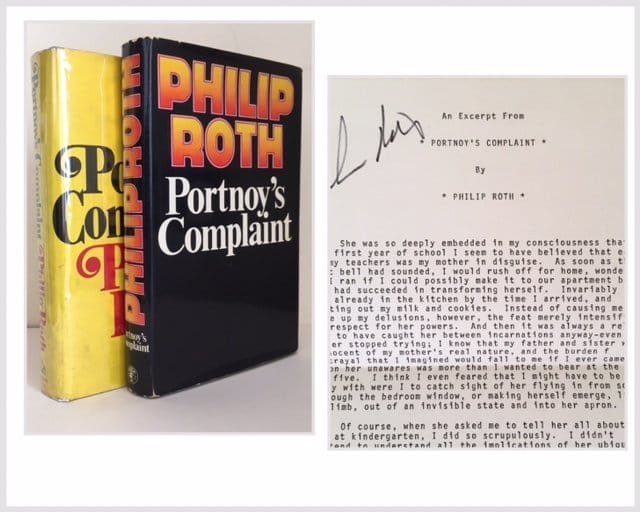 Portnoy's Complaint
Po
Com
P
PHILIP ROTH
Portnoy's
Complaint
PHILIP
ROTH
Portnoy's
Complaint
An Excerpt From
* PORTNOY'S COMPLAINT *
By
* PHILIP ROTH *
She was so deeply embedded in my consciousness tha
first year of school I seem to have believed that e
my teachers was my mother in disguise. As soon as t
bell had sounded, I would rush off for home, wonde
I ran if I could possibly make it to our apartment b
had succeeded in transforming herself. Invariably
already in the kitchen by the time I arrived, and
ting out my milk and cookies. Instead of causing me
up my delusions, however, the feat merely intensif
respect for her powers. And then it was always a re
to have caught her between incarnations anyway-even
er stopped trying; I know that my father and sister w
nocent of my mother's real nature, and the burden f
trayal that I imagined would fall to me if I ever came
on her unawares was more than I wanted to bear at the
five. I think I even feared that I might have to be
y with were I to catch sight of her flying in from sc
ough the bedroom window, or making herself emerge, l
limb, out of an invisible state and into her apron.
Of course, when she asked me to tell her all about
at kindergarten, I did so scrupulously. I didn't
tend to understand all the implications of her ubiqu